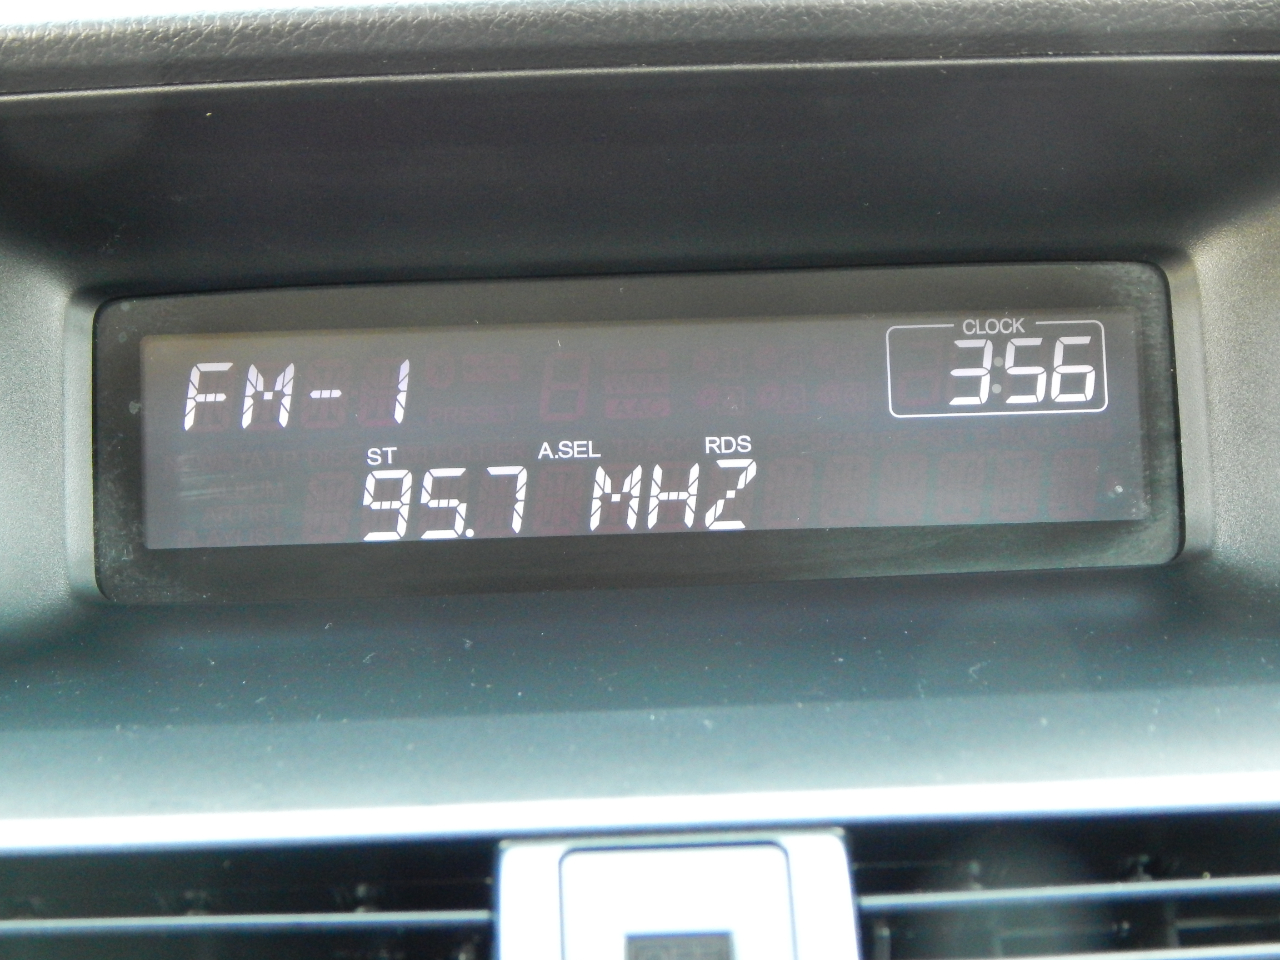 CLOCK
FM-1 3:56
ST A.SEL RDS
95.7 MHZ